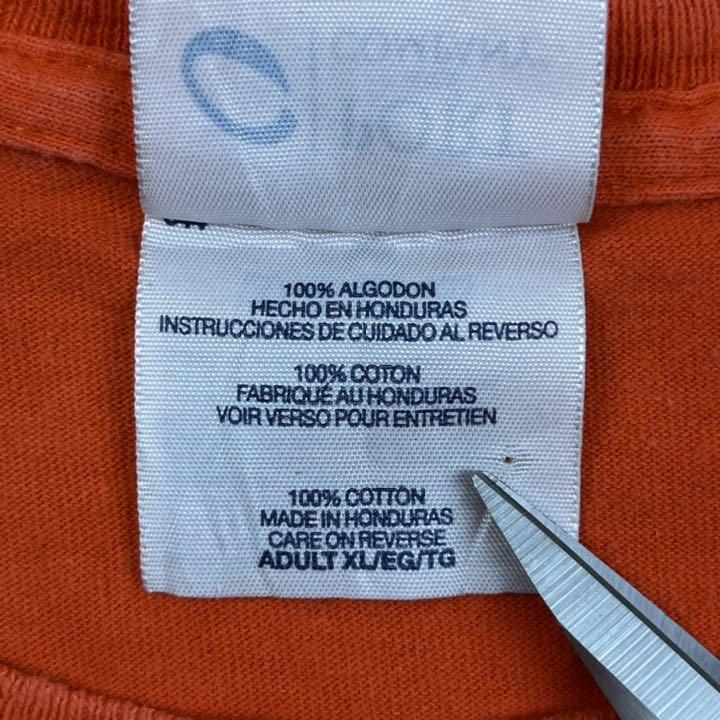 100% ALGODON
HECHO EN HONDURAS
INSTRUCCIONES DE CUIDADO AL REVERSO
100% COTON
FABRIQUÉ AU HONDURAS
VOIR VERSO POUR ENTRETIEN
100% COTTON
MADE IN HONDURAS
CARE ON REVERSE
ADULT XL/EG/TG